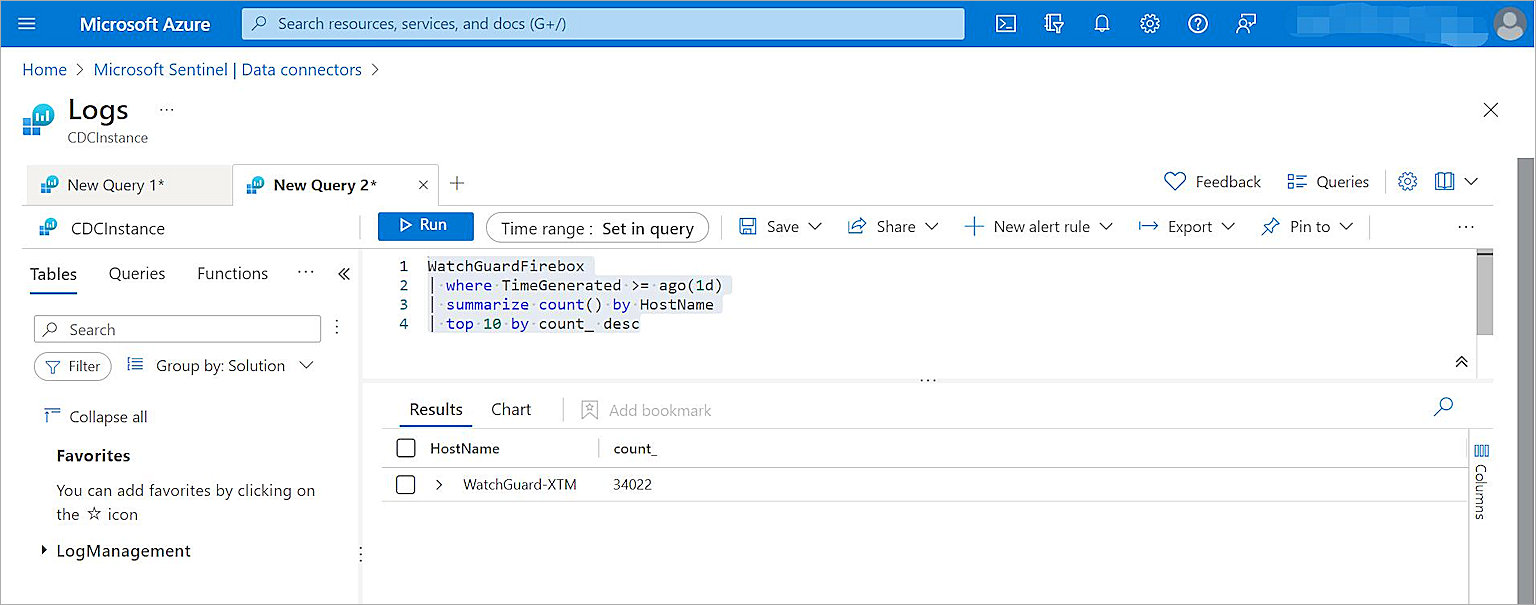 Microsoft Azure
Search resources, services, and docs (G+/)
Home > Microsoft Sentinel | Data connectors >
Logs ...
CDCInstance
New Query 1*
New Query 2*
Feedback
Queries
CDCInstance
Run
Time range : Set in query
Save
Share
New alert rule
Export
Pin to
...
Tables
Queries
Functions
...
Search
Filter
Group by: Solution
Collapse all
Favorites
You can add favorites by clicking on
the ☆ icon
LogManagement
1 WatchGuardFirebox
2 | where TimeGenerated >= ago(1d)
3 | summarize count() by HostName
4 | top 10 by count_ desc
Results
Chart
Add bookmark
HostName
count_
WatchGuard-XTM
34022
Columns